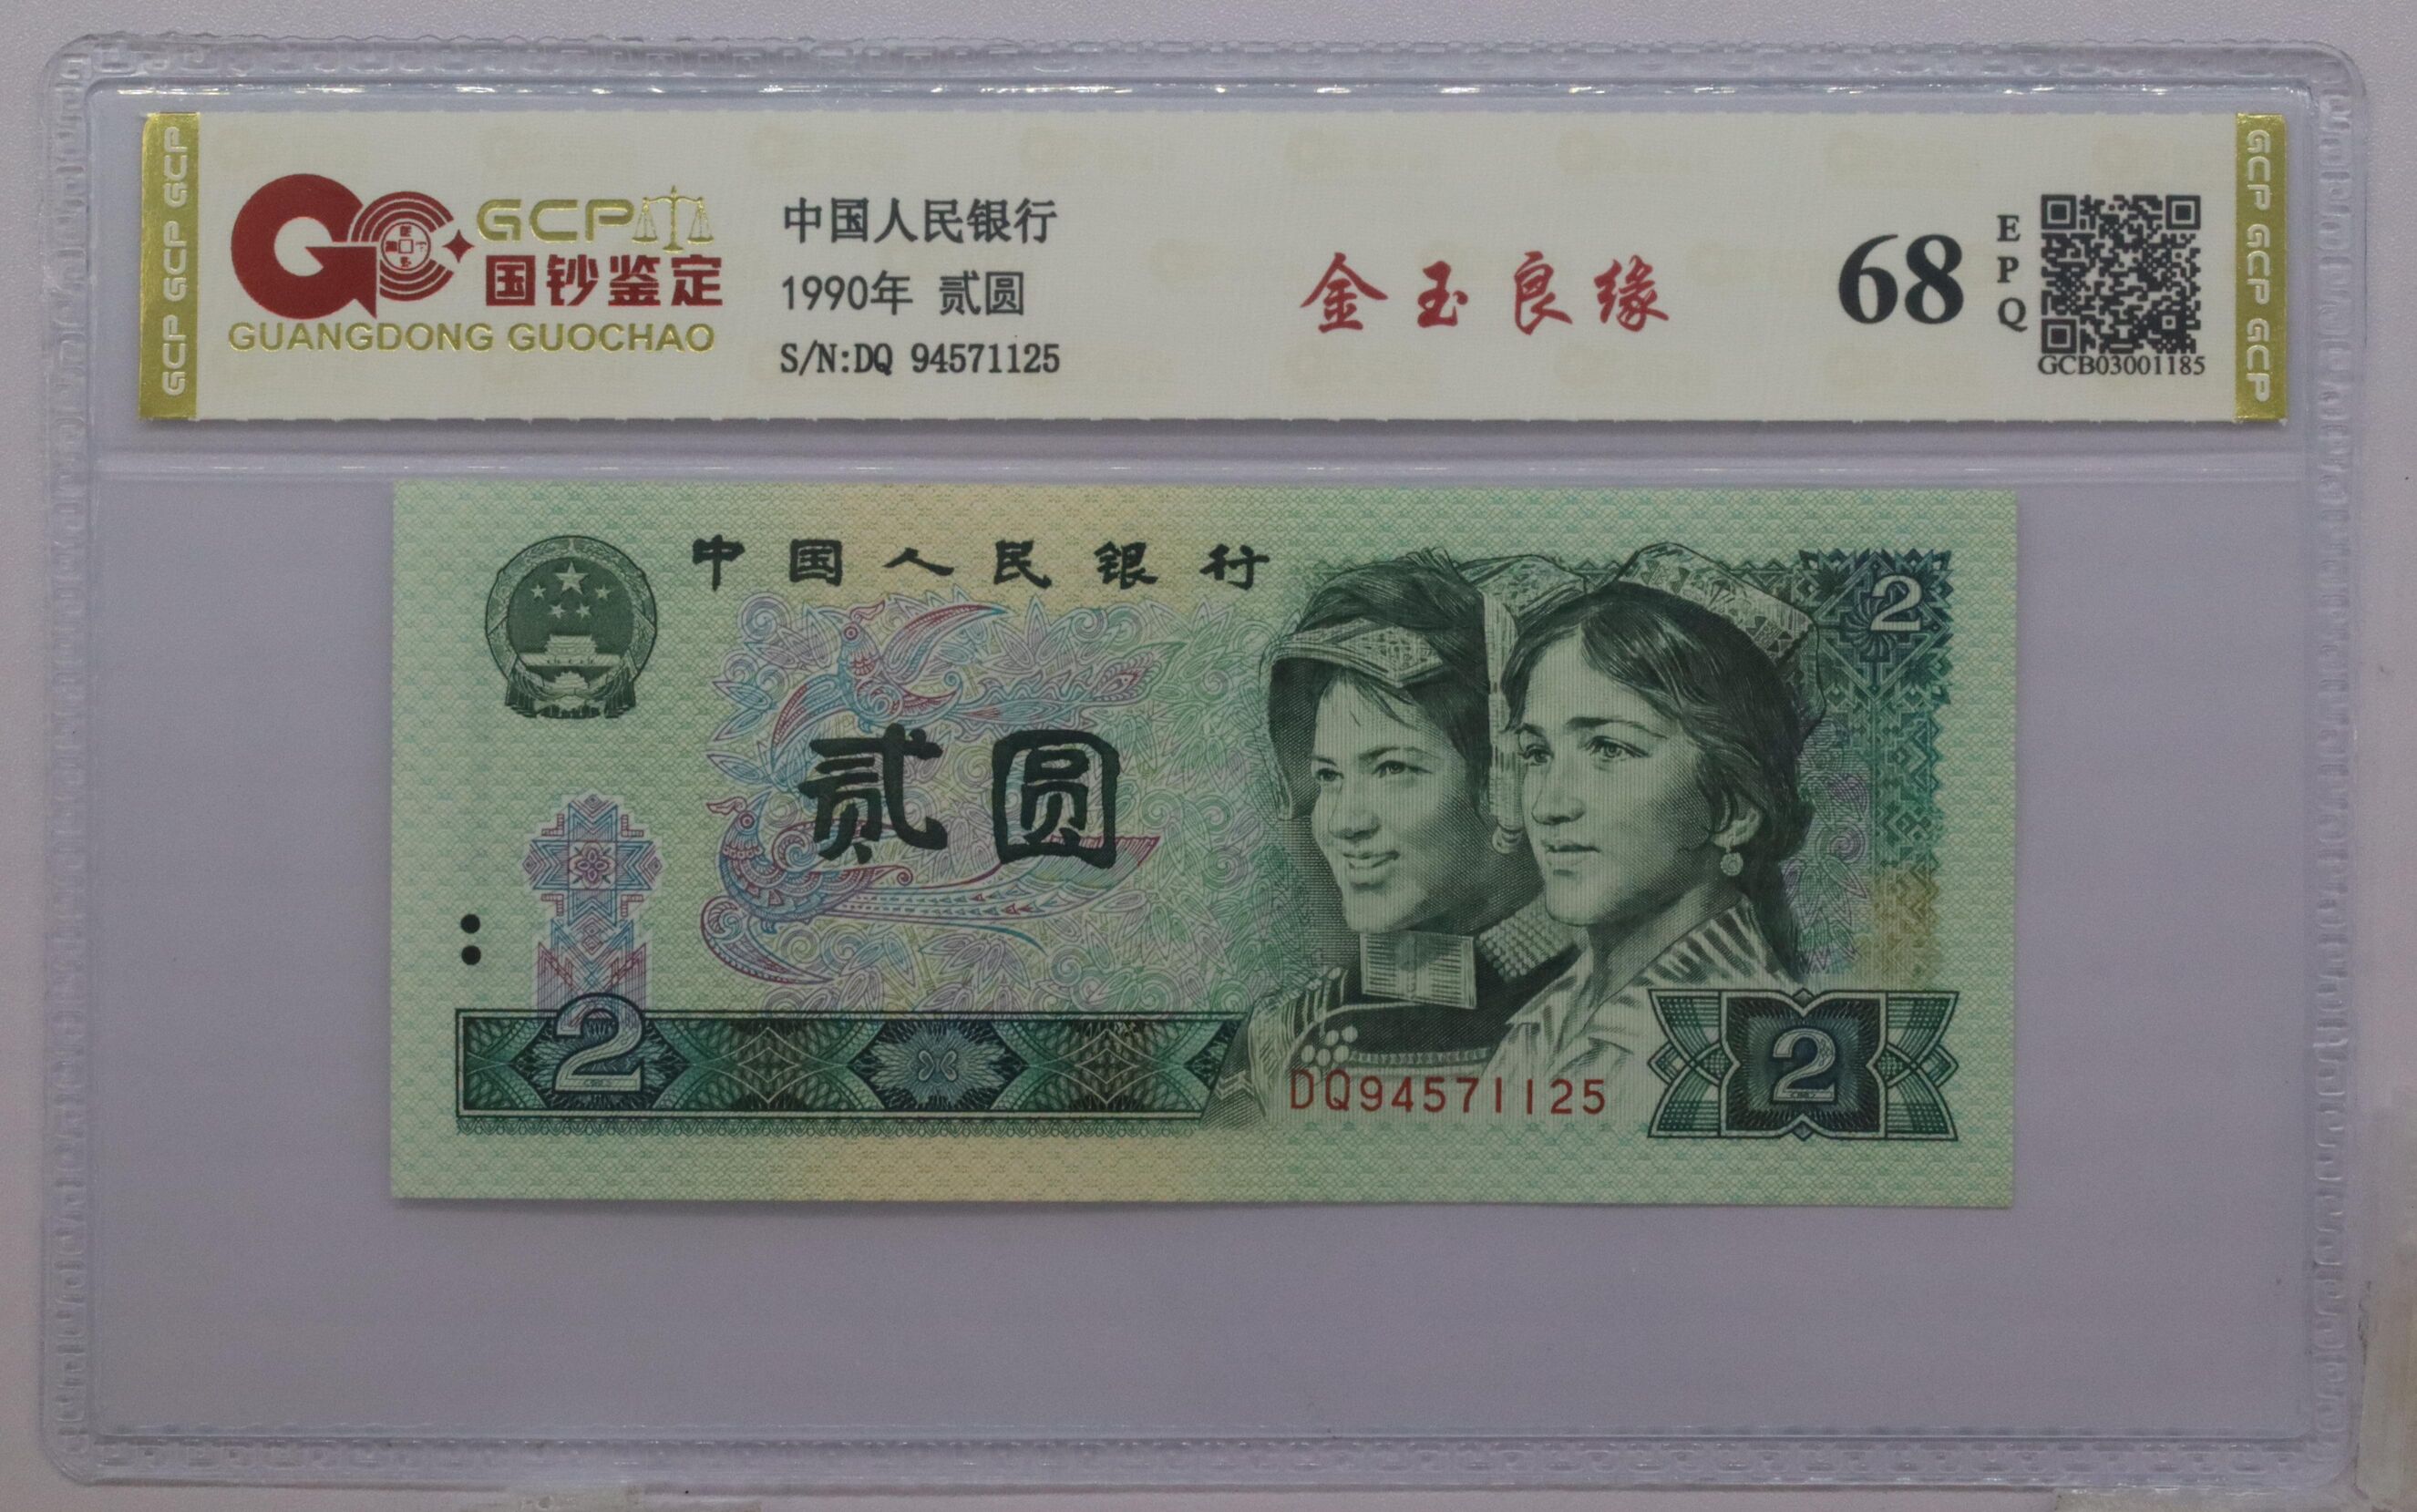 GCP GCP GCP
GCP
国钞鉴定
GUANGDONG GUOCHAO
中国人民银行
1990年 贰圆
S/N:DQ 94571125
金玉良缘
68
EPQ
GCB03001185
GCP GCP GCP
中国人民银行
2
贰圆
2
DQ94571125
2